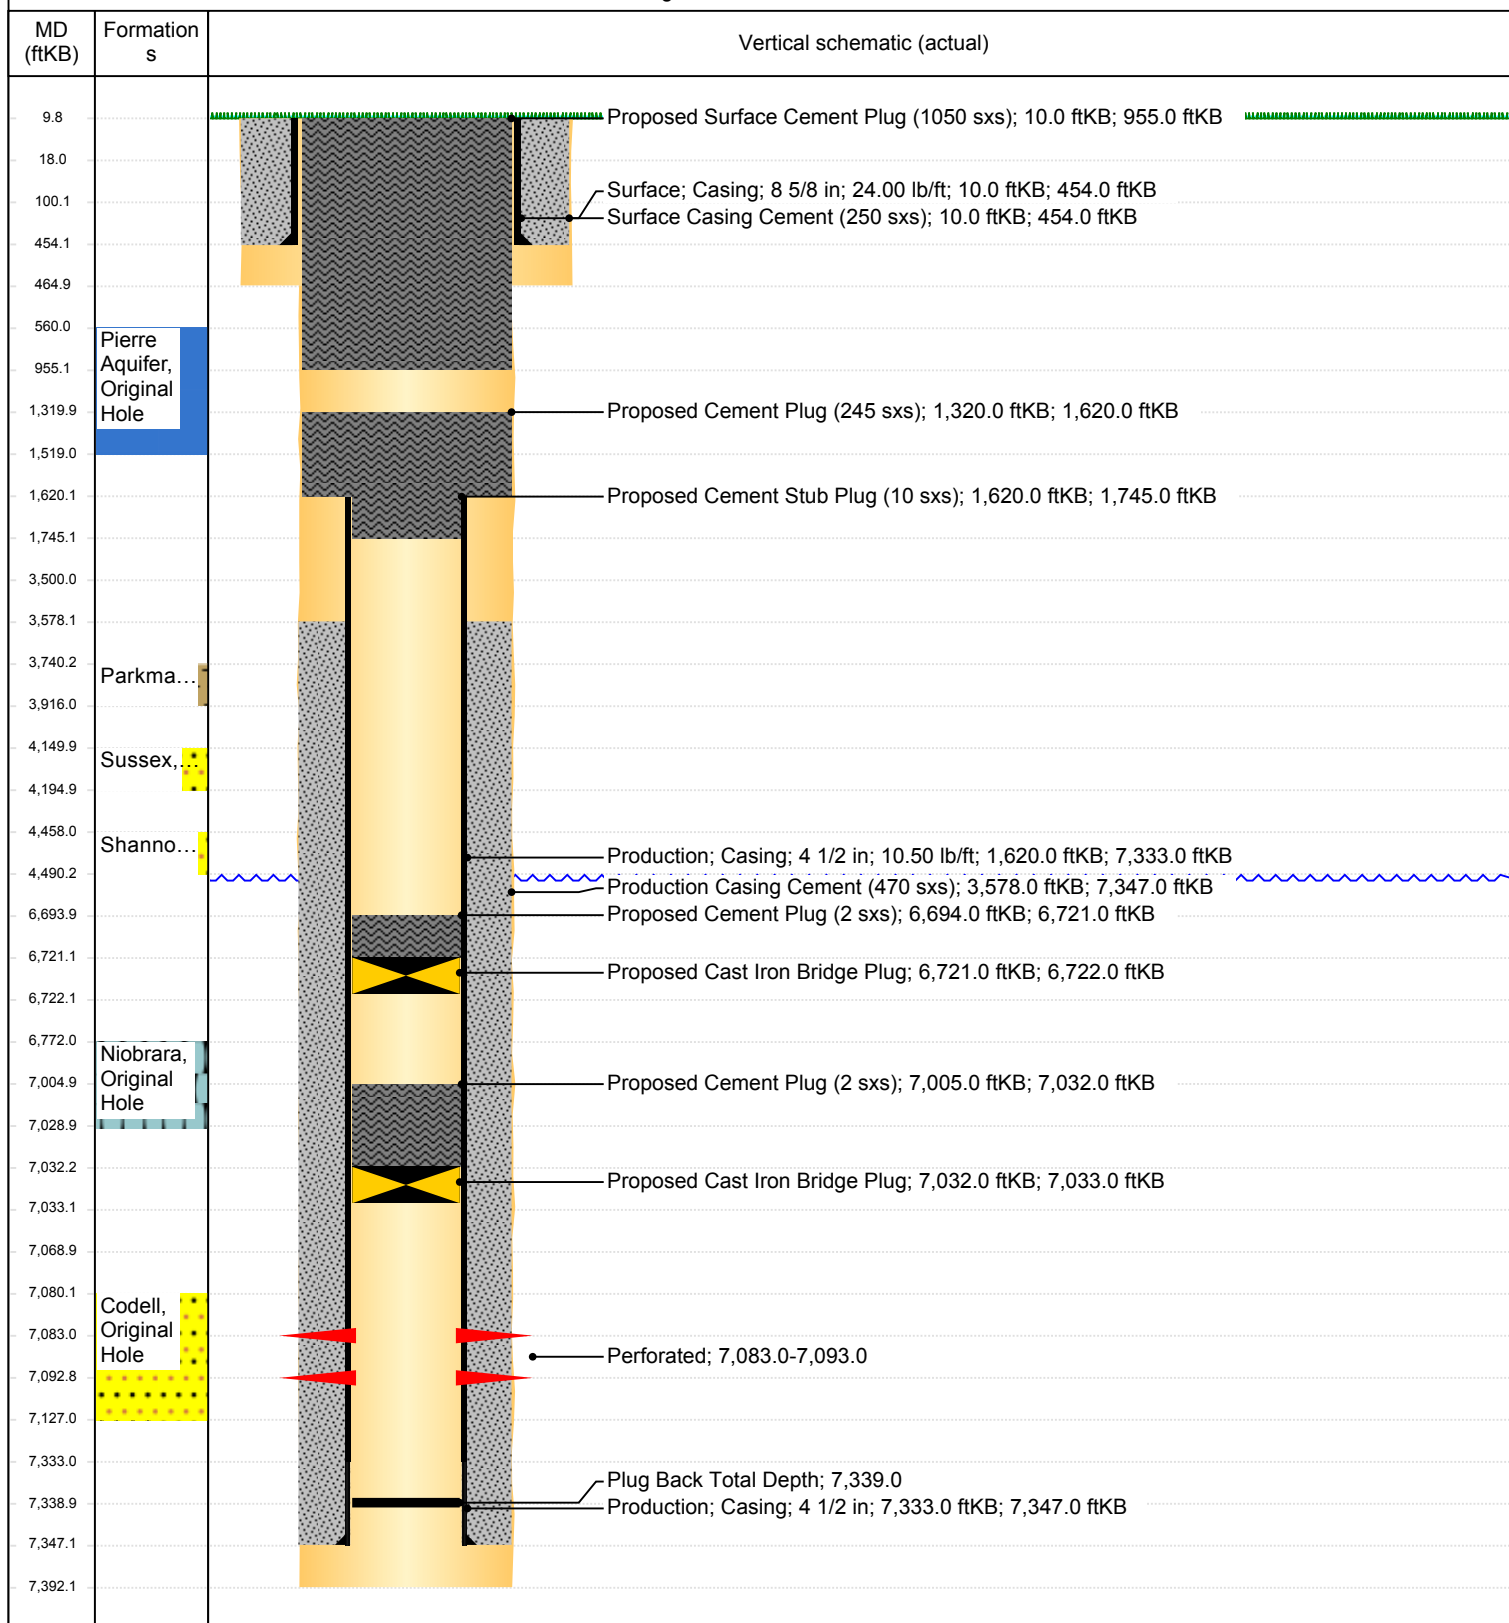 MD
(ftKB)
Formation
s
Vertical schematic (actual)
9.8
18.0
100.1
454.1
464.9
560.0
955.1
1,319.9
1,519.0
1,620.1
1,745.1
3,500.0
3,578.1
3,740.2
3,916.0
4,149.9
4,194.9
4,458.0
4,490.2
6,693.9
6,721.1
6,722.1
6,772.0
7,004.9
7,028.9
7,032.2
7,033.1
7,068.9
7,080.1
7,083.0
7,092.8
7,127.0
7,333.0
7,338.9
7,347.1
7,392.1
Pierre
Aquifer,
Original
Hole
Parkma...
Sussex,...
Shanno...
Niobrara,
Original
Hole
Codell,
Original
Hole
Proposed Surface Cement Plug (1050 sxs); 10.0 ftKB; 955.0 ftKB
Surface; Casing; 8 5/8 in; 24.00 lb/ft; 10.0 ftKB; 454.0 ftKB
Surface Casing Cement (250 sxs); 10.0 ftKB; 454.0 ftKB
Proposed Cement Plug (245 sxs); 1,320.0 ftKB; 1,620.0 ftKB
Proposed Cement Stub Plug (10 sxs); 1,620.0 ftKB; 1,745.0 ftKB
Production; Casing; 4 1/2 in; 10.50 lb/ft; 1,620.0 ftKB; 7,333.0 ftKB
Production Casing Cement (470 sxs); 3,578.0 ftKB; 7,347.0 ftKB
Proposed Cement Plug (2 sxs); 6,694.0 ftKB; 6,721.0 ftKB
Proposed Cast Iron Bridge Plug; 6,721.0 ftKB; 6,722.0 ftKB
Proposed Cement Plug (2 sxs); 7,005.0 ftKB; 7,032.0 ftKB
Proposed Cast Iron Bridge Plug; 7,032.0 ftKB; 7,033.0 ftKB
Perforated; 7,083.0-7,093.0
Plug Back Total Depth; 7,339.0
Production; Casing; 4 1/2 in; 7,333.0 ftKB; 7,347.0 ftKB